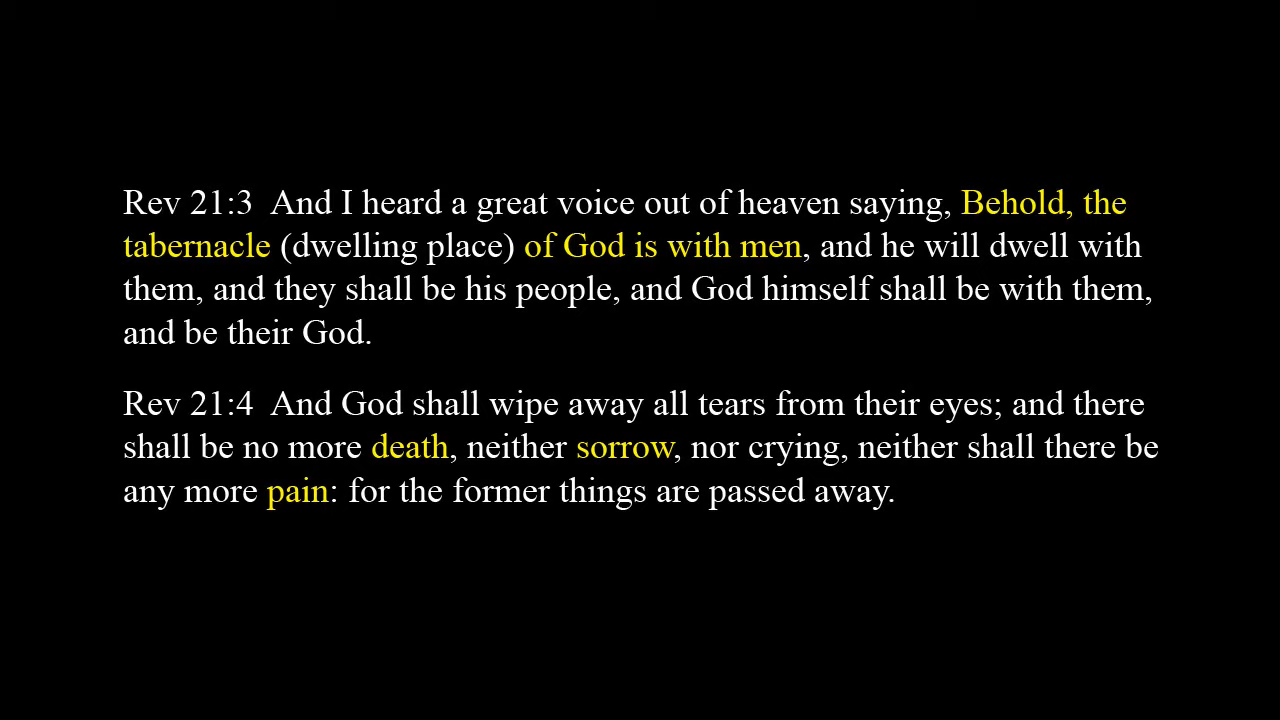 Rev 21:3  And I heard a great voice out of heaven saying, Behold, the
tabernacle (dwelling place) of God is with men, and he will dwell with
them, and they shall be his people, and God himself shall be with them,
and be their God.
Rev 21:4  And God shall wipe away all tears from their eyes; and there
shall be no more death, neither sorrow, nor crying, neither shall there be
any more pain: for the former things are passed away.